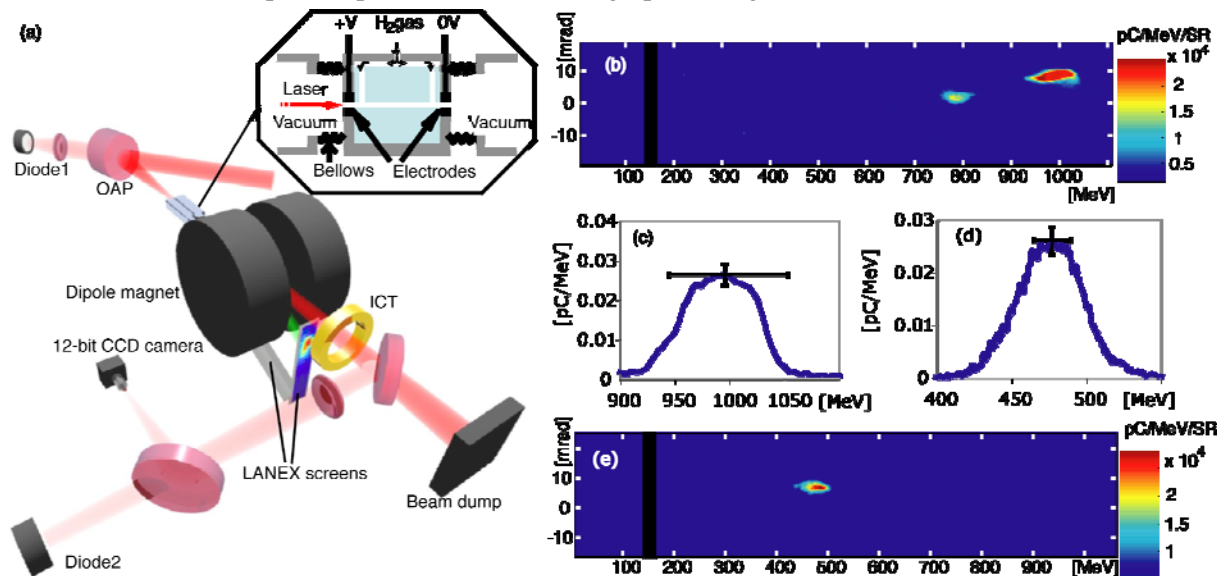 (a)
+V H2gas 0V
Laser
Vacuum Vacuum
Bellows Electrodes
Diode1
OAP
Dipole magnet
ICT
12-bit CCD camera
LANEX screens
Beam dump
Diode2
(b)
[mrad]
10
0
-10
100 200 300 400 500 600 700 800 900 1000
[MeV]
pC/MeV/SR
x 10^4
2
1.5
1
0.5
(c)
[pC/MeV]
0.04
0.03
0.02
0.01
0
900 950 1000 1050 [MeV]
(d)
[pC/MeV]
0.03
0.02
0.01
0
400 450 500 [MeV]
(e)
[mrad]
10
0
-10
100 200 300 400 500 600 700 800 900 [MeV]
pC/MeV/SR
x 10^4
2
1.5
1